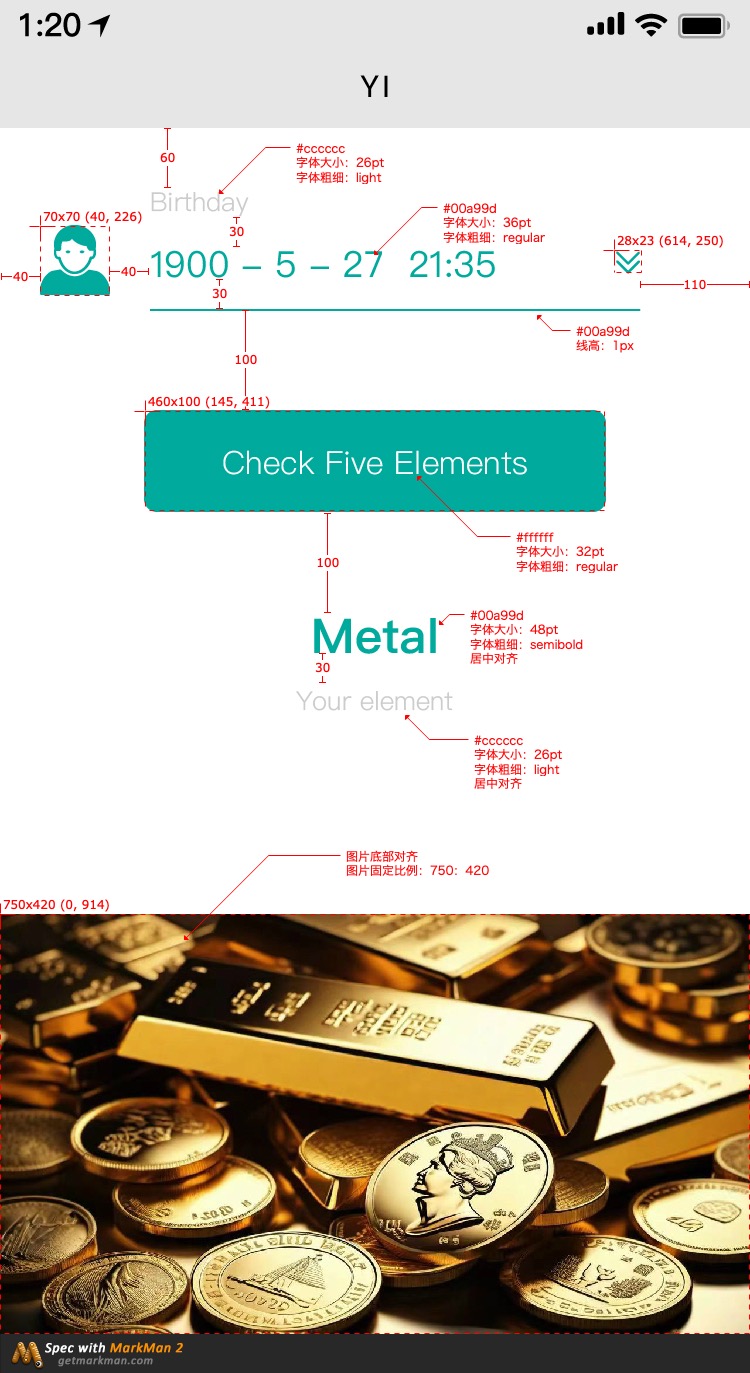 1:20
YI
60
#cccccc
字体大小：26pt
字体粗细：light
Birthday
70x70 (40, 226)
30
#00a99d
字体大小：36pt
字体粗细：regular
28x23 (614, 250)
40
40
1900 – 5 – 27 21:35
110
30
#00a99d
线高：1px
100
460x100 (145, 411)
Check Five Elements
#ffffff
字体大小：32pt
字体粗细：regular
100
Metal
#00a99d
字体大小：48pt
字体粗细：semibold
居中对齐
30
Your element
#cccccc
字体大小：26pt
字体粗细：light
居中对齐
图片底部对齐
图片固定比例：750：420
750x420 (0, 914)
Spec with MarkMan 2
getmarkman.com